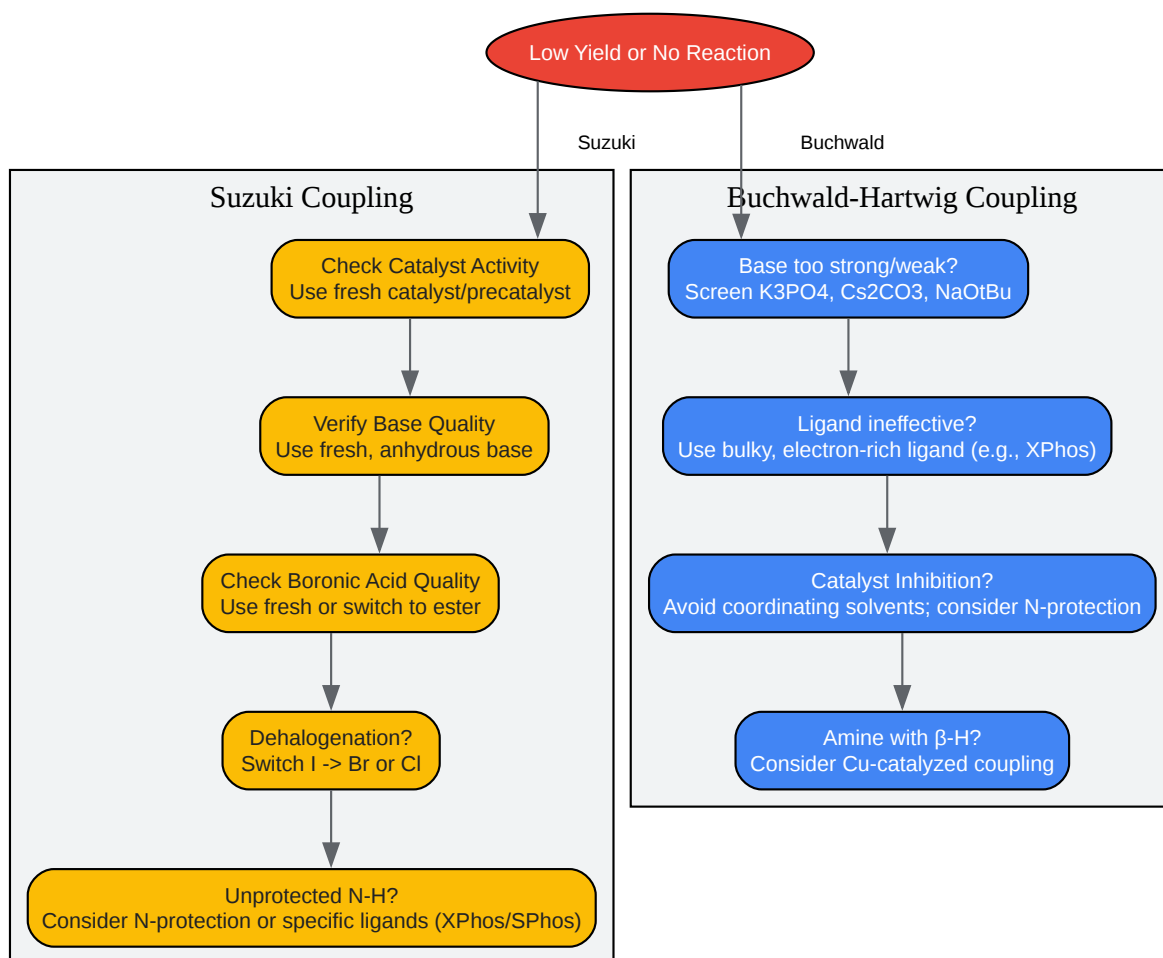 Low Yield or No Reaction
Suzuki
Buchwald
Suzuki Coupling
Check Catalyst Activity
Use fresh catalyst/precatalyst
Verify Base Quality
Use fresh, anhydrous base
Check Boronic Acid Quality
Use fresh or switch to ester
Dehalogenation?
Switch I -> Br or Cl
Unprotected N-H?
Consider N-protection or specific ligands (XPhos/SPhos)
Buchwald-Hartwig Coupling
Base too strong/weak?
Screen K3PO4, Cs2CO3, NaOtBu
Ligand ineffective?
Use bulky, electron-rich ligand (e.g., XPhos)
Catalyst Inhibition?
Avoid coordinating solvents; consider N-protection
Amine with β-H?
Consider Cu-catalyzed coupling